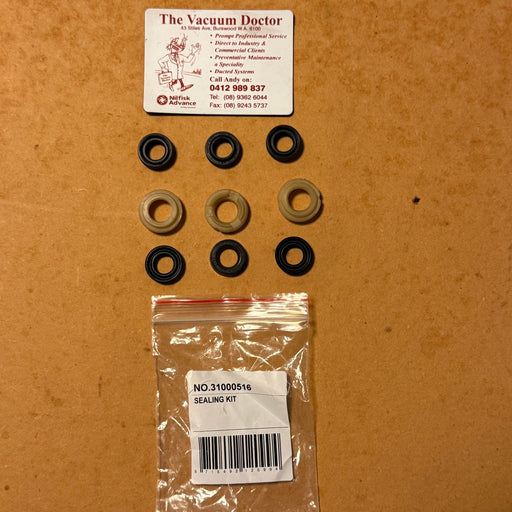 The Vacuum Doctor
43 Stiles Ave, Burswood W.A. 6100
• Prompt Professional Service
• Direct to Industry &
Commercial Clients
• Preventative Maintenance
a Speciality
• Ducted Systems
Call Andy on:
0412 989 837
Tel: (08) 9362 6044
Fax: (08) 9243 5737
Nilfisk
Advance
NO.31000516
SEALING KIT